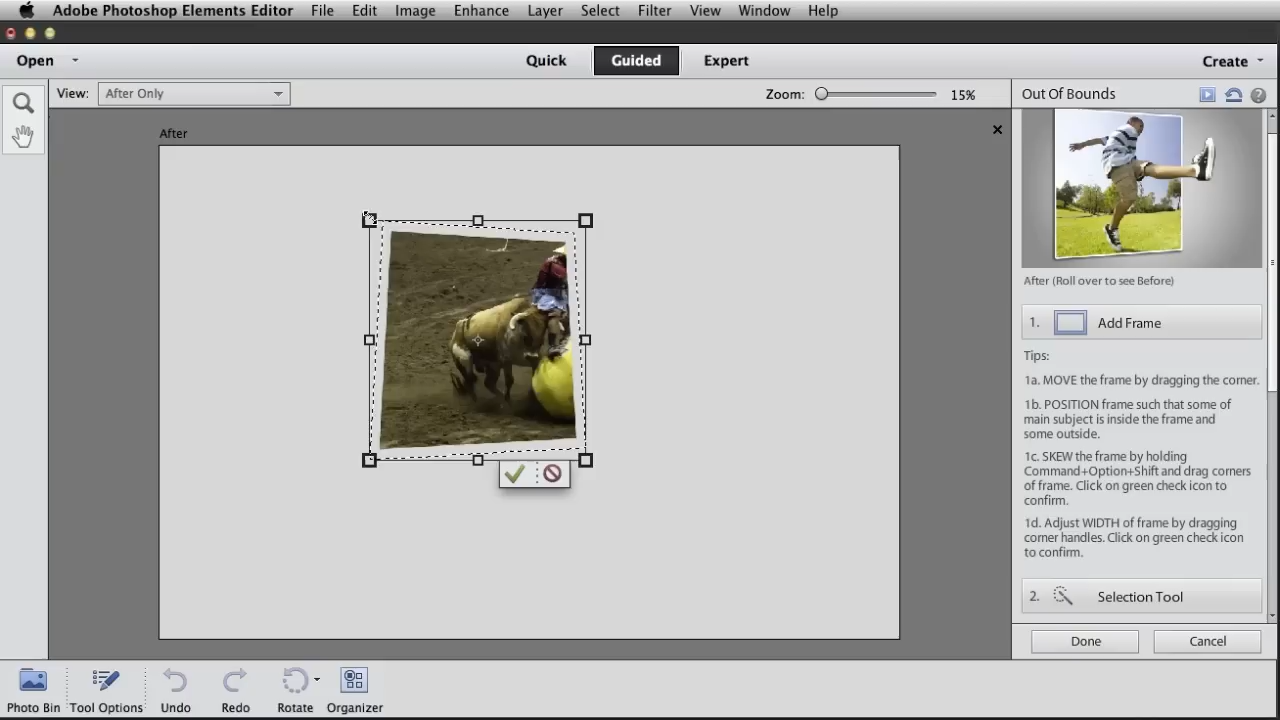 Adobe Photoshop Elements Editor File Edit Image Enhance Layer Select Filter View Window Help
Open Quick Guided Expert Create
View: After Only Zoom: 15% Out Of Bounds
After
After (Roll over to see Before)
1. Add Frame
Tips:
1a. MOVE the frame by dragging the corner.
1b. POSITION frame such that some of
main subject is inside the frame and
some outside.
1c. SKEW the frame by holding
Command+Option+Shift and drag corners
of frame. Click on green check icon to
confirm.
1d. Adjust WIDTH of frame by dragging
corner handles. Click on green check icon
to confirm.
2. Selection Tool
Done Cancel
Photo Bin Tool Options Undo Redo Rotate Organizer